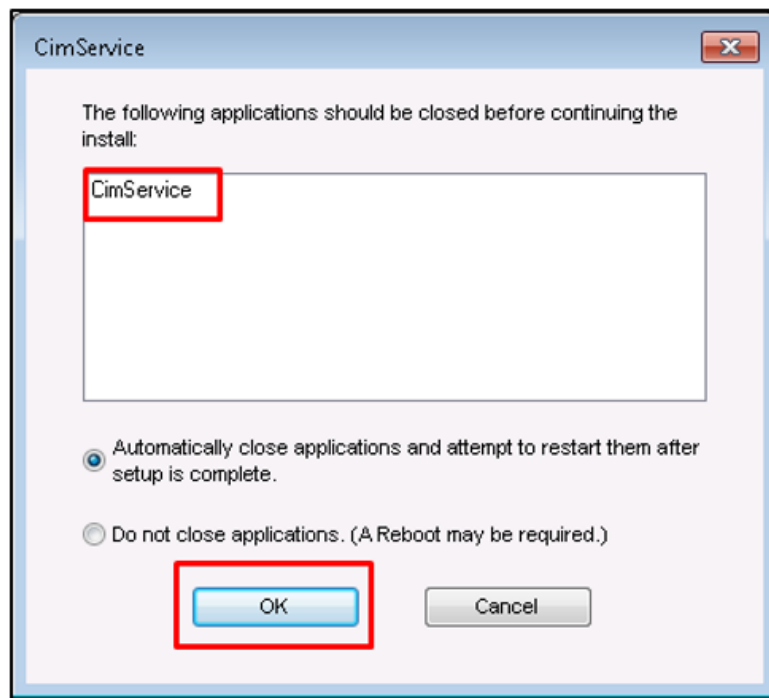 CimService
The following applications should be closed before continuing the
install:
CimService
Automatically close applications and attempt to restart them after
setup is complete.
Do not close applications. (A Reboot may be required.)
OK
Cancel